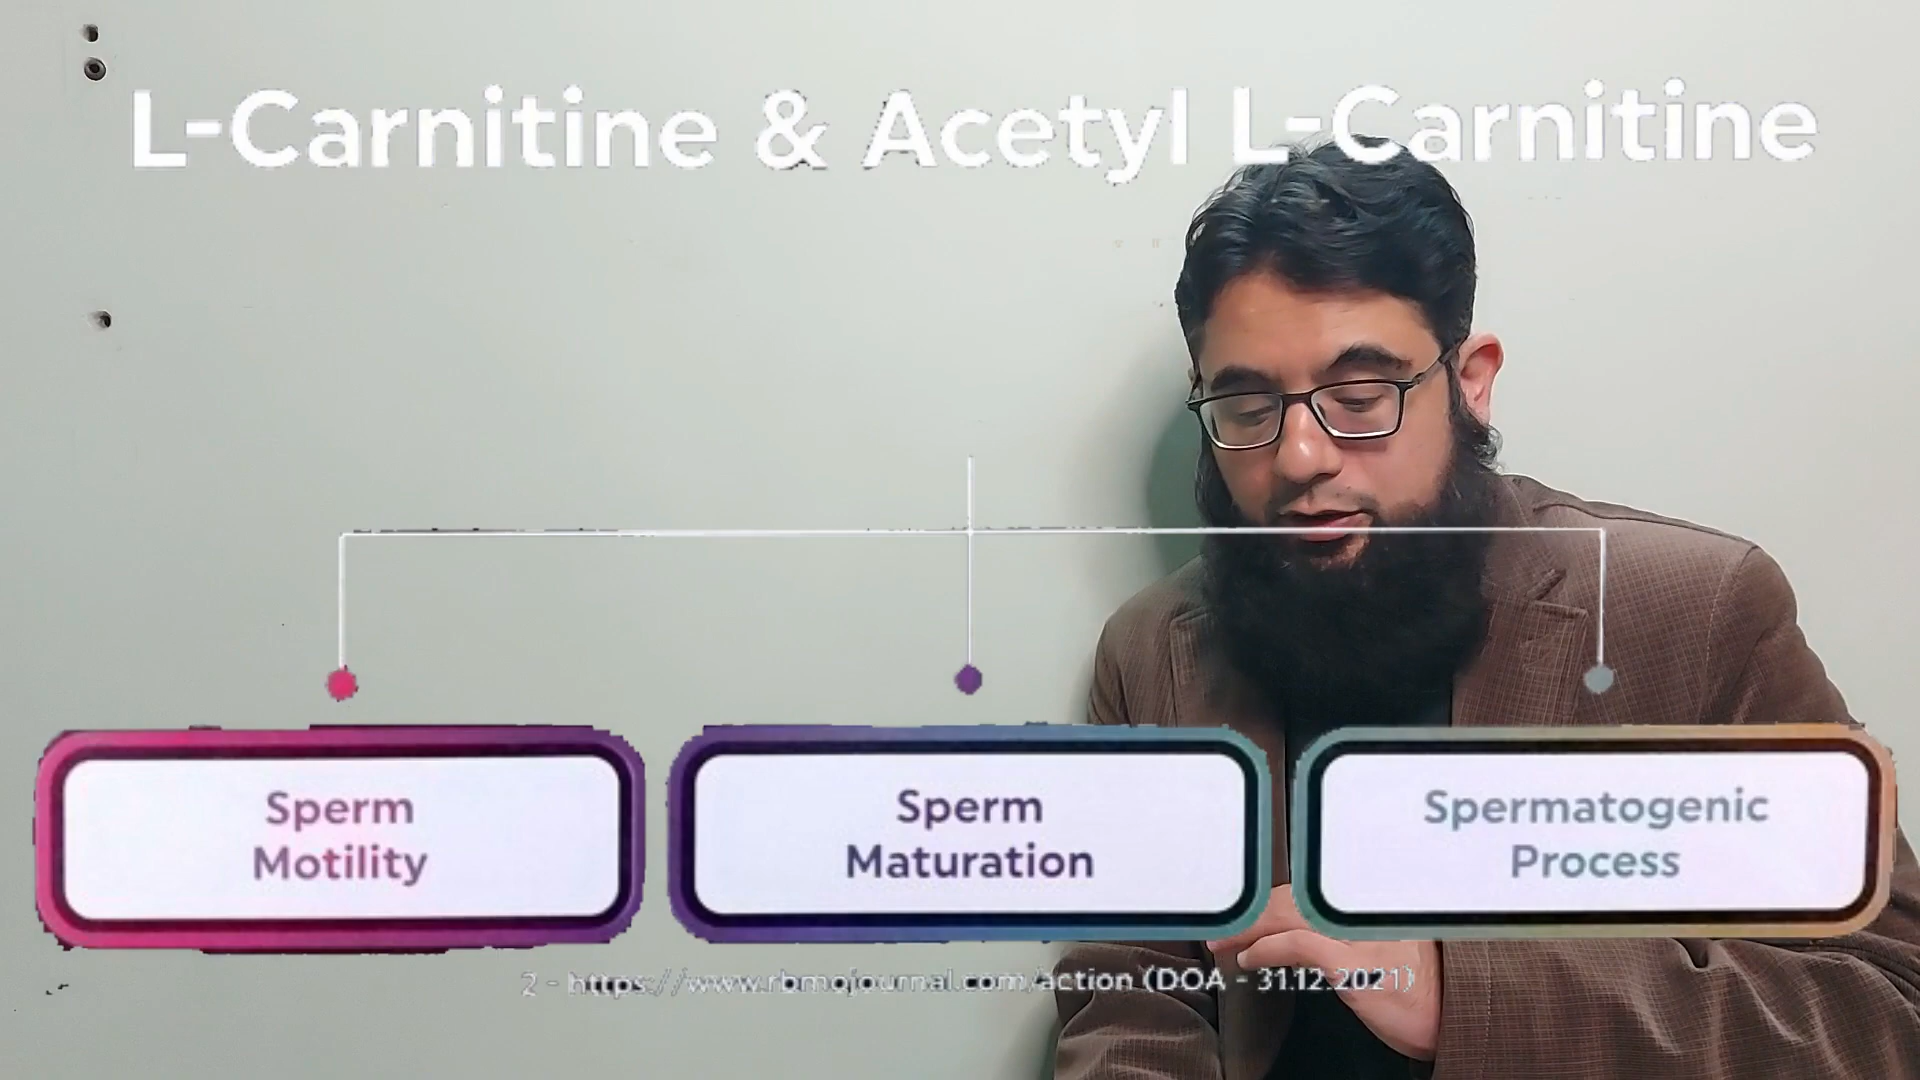 L-Carnitine & Acetyl L-Carnitine
Sperm
Motility
Sperm
Maturation
Spermatogenic
Process
2 - https://www.rbmojournal.com/action (DOA - 31.12.2021)